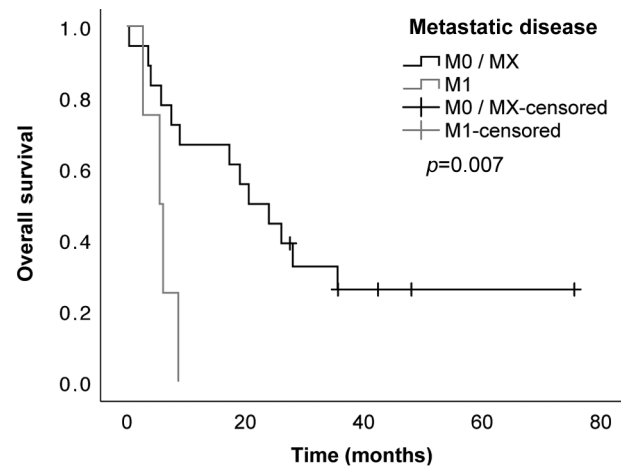 Metastatic disease
M0 / MX
M1
M0 / MX-censored
M1-censored
p=0.007
Overall survival
1.0
0.8
0.6
0.4
0.2
0.0
0 20 40 60 80
Time (months)